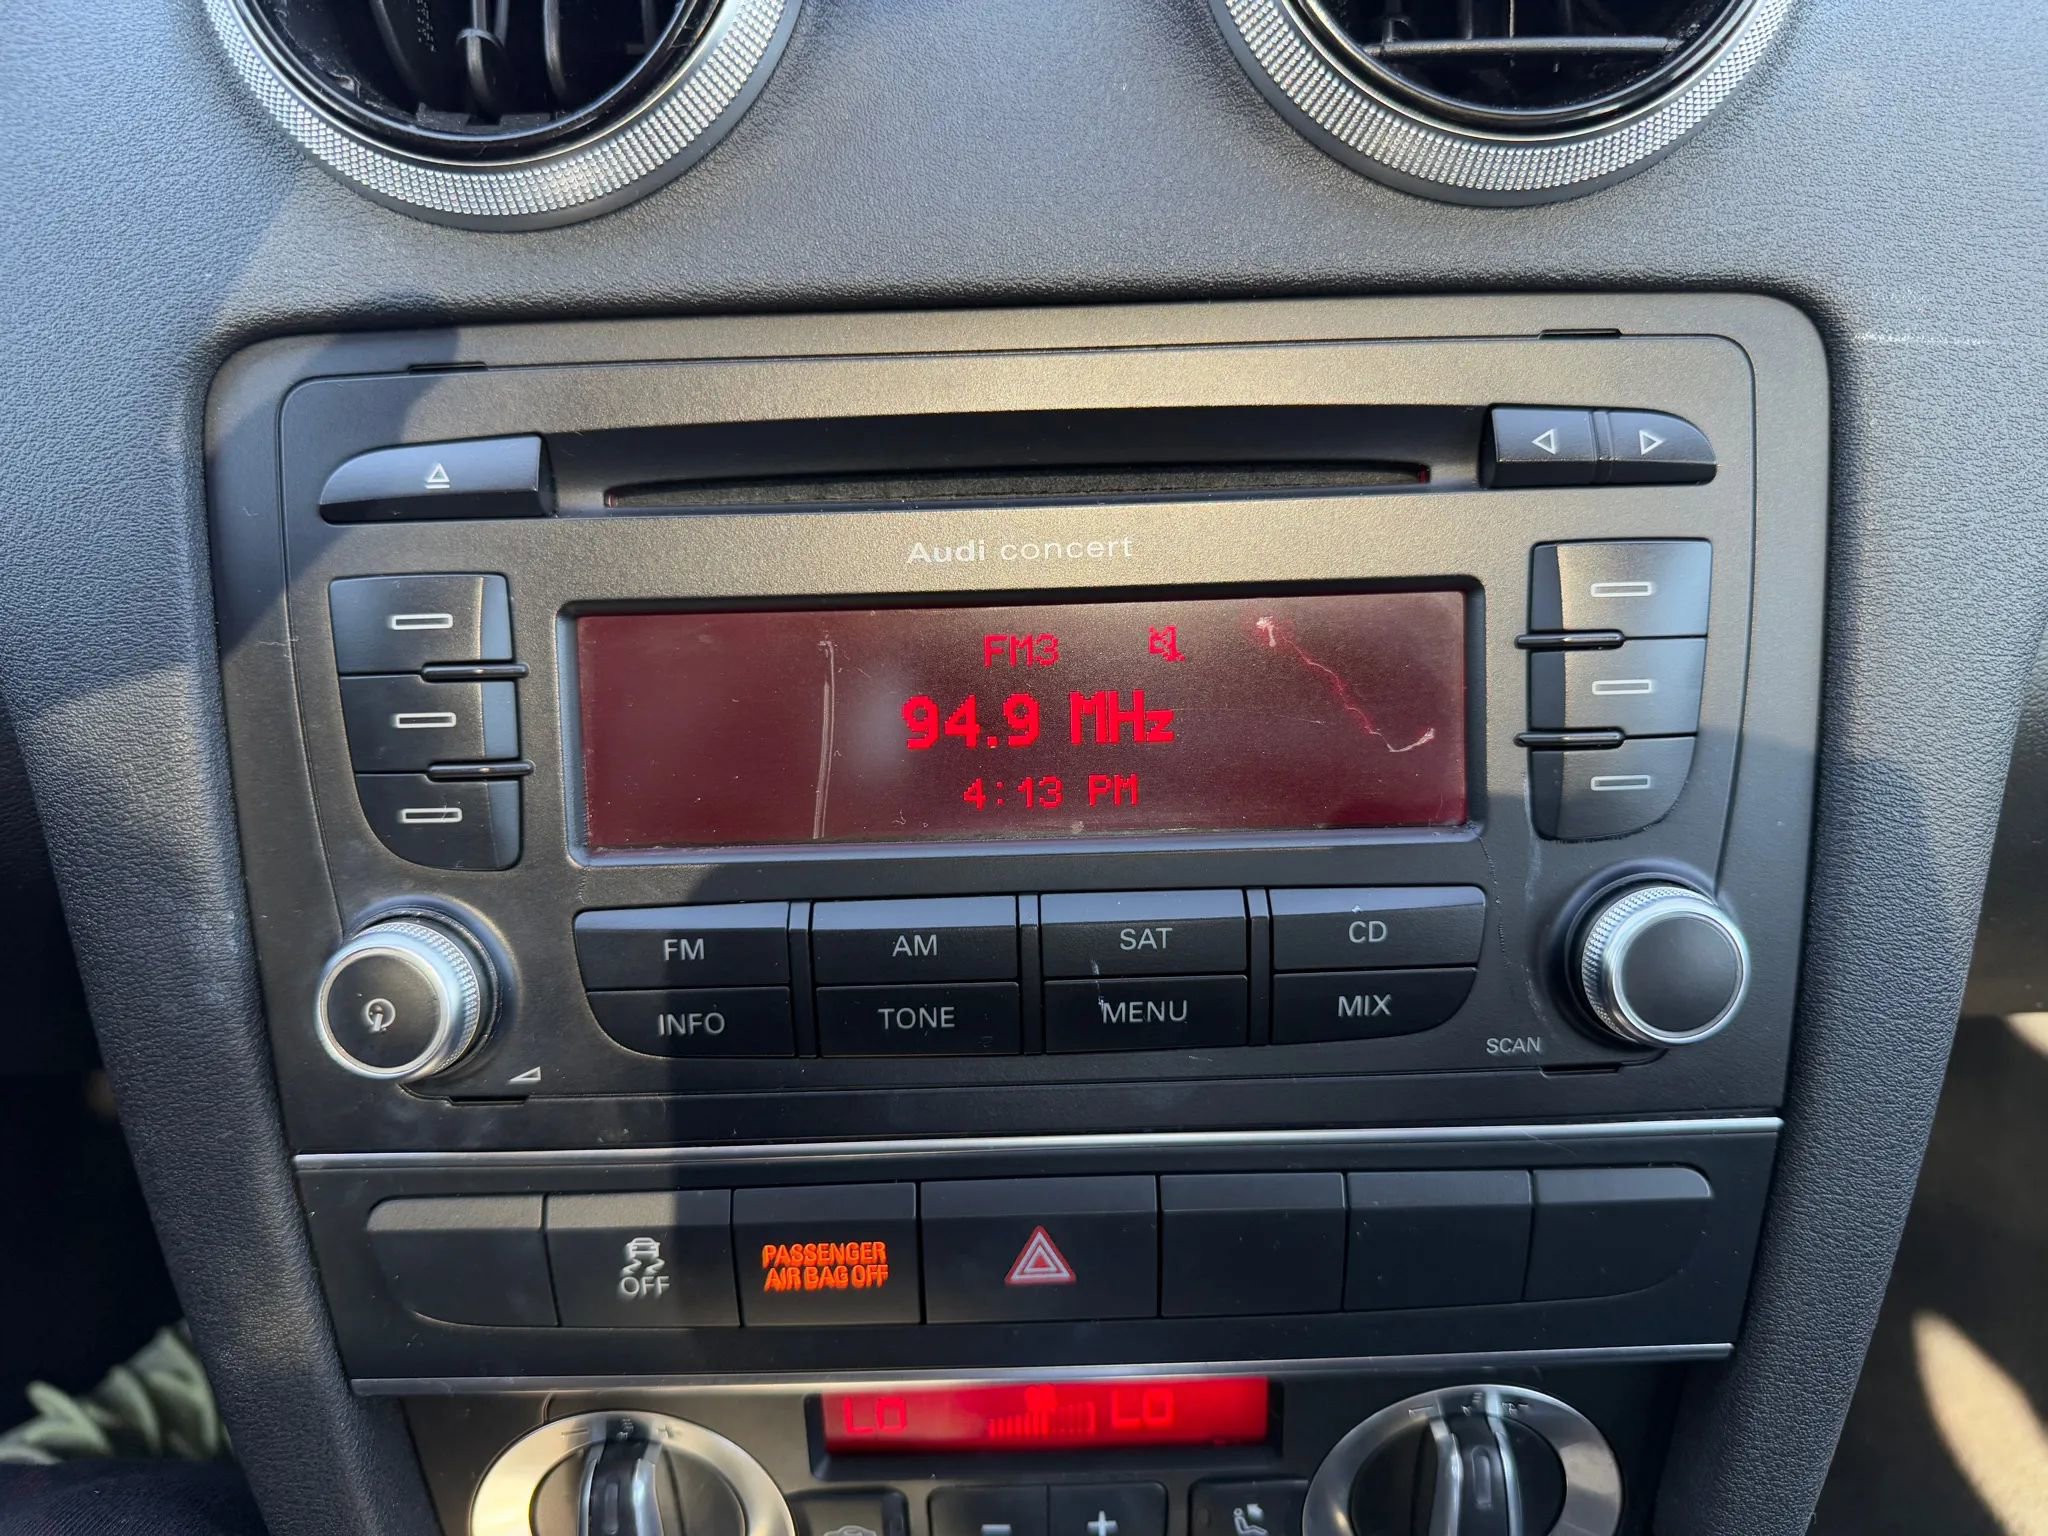 Audi concert
FM3
94.9 MHz
4:13 PM
FM AM SAT CD
INFO TONE MENU MIX
SCAN
OFF
PASSENGER
AIR BAG OFF
LO LO
- +
- +